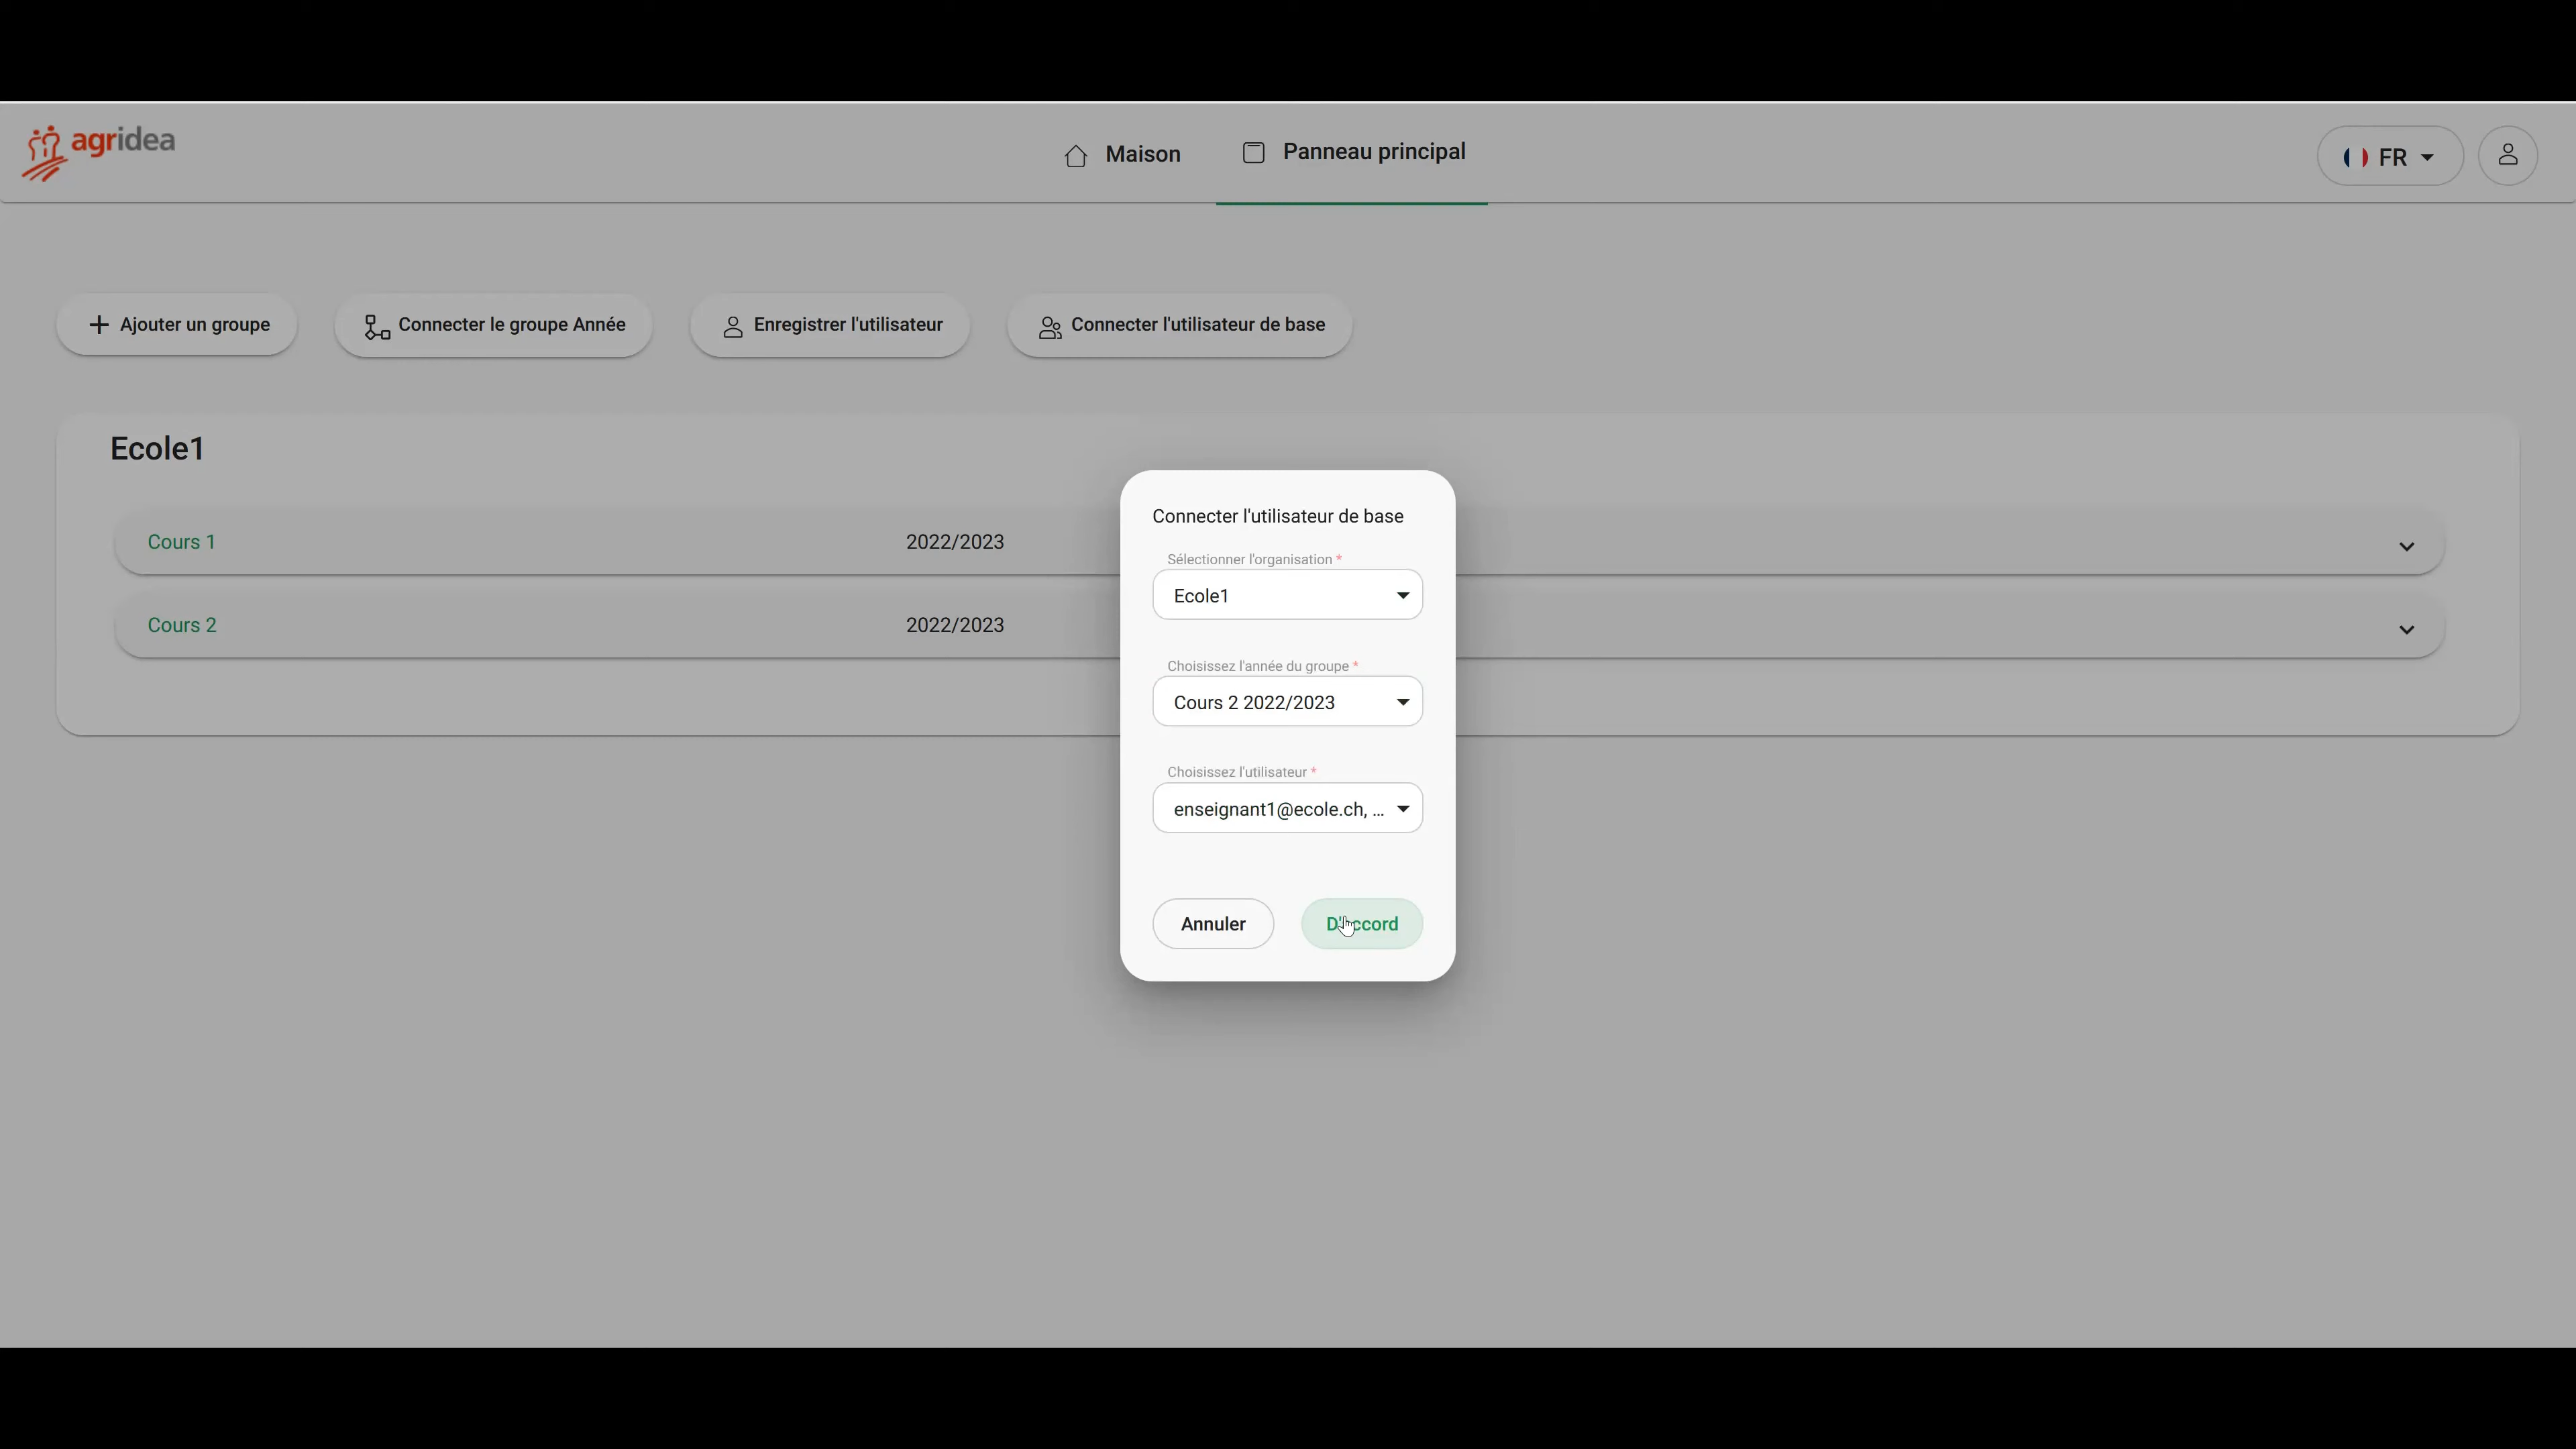 agridea
Maison
Panneau principal
FR
Ajouter un groupe
Connecter le groupe Année
Enregistrer l'utilisateur
Connecter l'utilisateur de base
Ecole1
Cours 1
2022/2023
Cours 2
2022/2023
Connecter l'utilisateur de base
Sélectionner l'organisation *
Ecole1
Choisissez l'année du groupe *
Cours 2 2022/2023
Choisissez l'utilisateur *
enseignant1@ecole.ch, ...
Annuler
D'accord